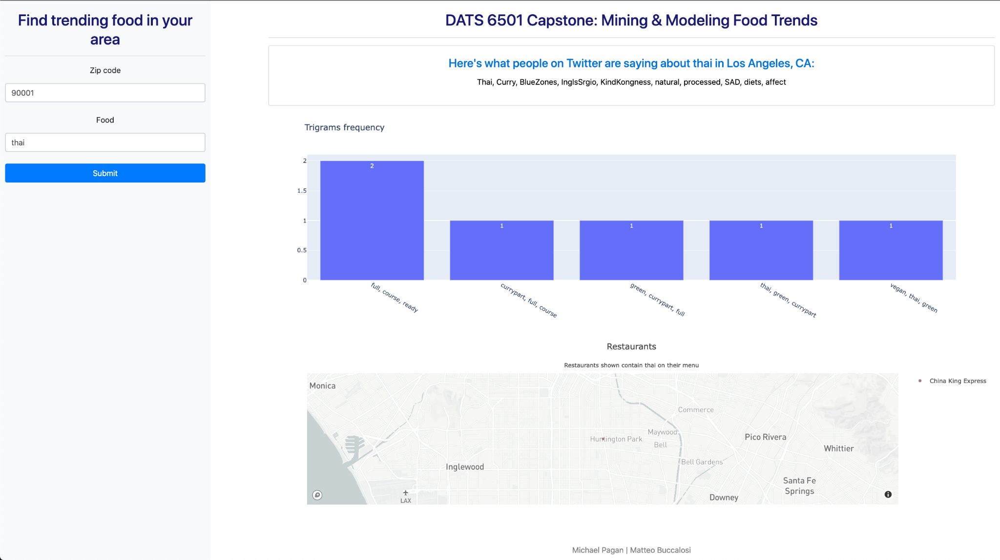 Find trending food in your
area
Zip code
90001
Food
thai
Submit
DATS 6501 Capstone: Mining & Modeling Food Trends
Here's what people on Twitter are saying about thai in Los Angeles, CA:
Thai, Curry, BlueZones, InglsSrgio, KindKongness, natural, processed, SAD, diets, affect
Trigrams frequency
2
1.5
1
0.5
0
2
1
1
1
1
full, course, ready
currypart, full, course
green, currypart, full
thai, green, currypart
vegan, thai, green
Restaurants
Restaurants shown contain thai on their menu
China King Express
Monica
Commerce
Maywood
Huntington Park
Bell
Pico Rivera
Whittier
Bell Gardens
Inglewood
Santa Fe
Springs
Downey
LAX
Michael Pagan | Matteo Buccalosi